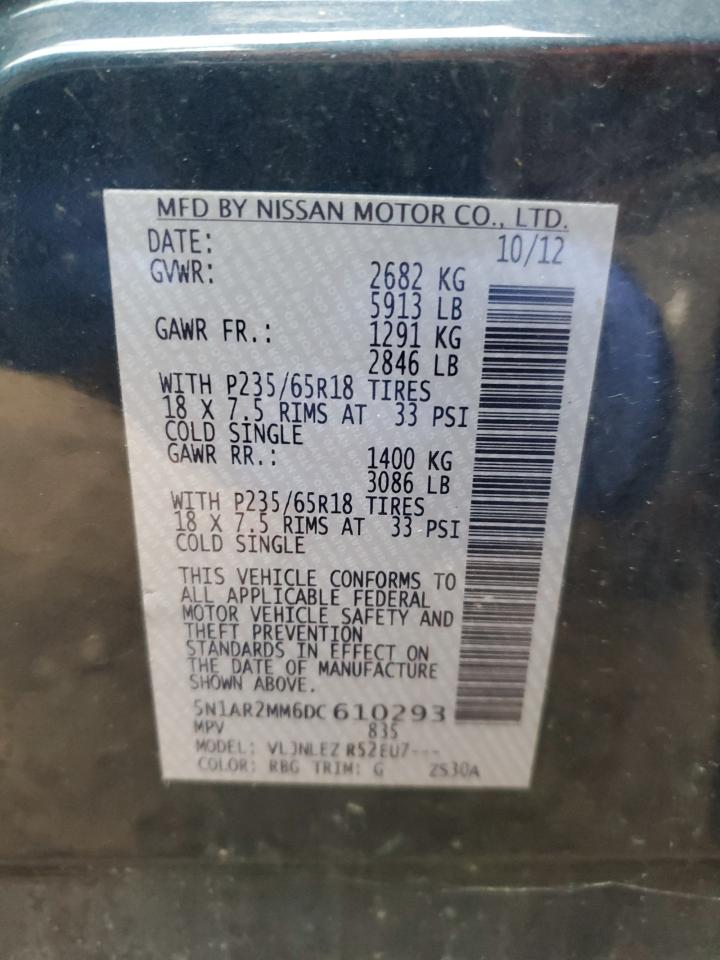 MFD BY NISSAN MOTOR CO., LTD.
DATE: 10/12
GVWR: 2682 KG
5913 LB
GAWR FR.: 1291 KG
2846 LB
WITH P235/65R18 TIRES
18 X 7.5 RIMS AT 33 PSI
COLD SINGLE
GAWR RR.: 1400 KG
3086 LB
WITH P235/65R18 TIRES
18 X 7.5 RIMS AT 33 PSI
COLD SINGLE
THIS VEHICLE CONFORMS TO
ALL APPLICABLE FEDERAL
MOTOR VEHICLE SAFETY AND
THEFT PREVENTION
STANDARDS IN EFFECT ON
THE DATE OF MANUFACTURE
SHOWN ABOVE.
5N1AR2MM6DC 610293
MPV 835
MODEL: VLJNLEZ R52EU7---
COLOR: RBG TRIM: G ZS30A